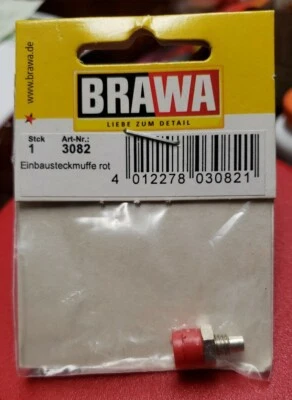 www.brawa.de
BRAWA
LIEBE ZUM DETAIL
Stck Art-Nr.:
1 3082
Einbausteckmuffe rot
4 012278 030821